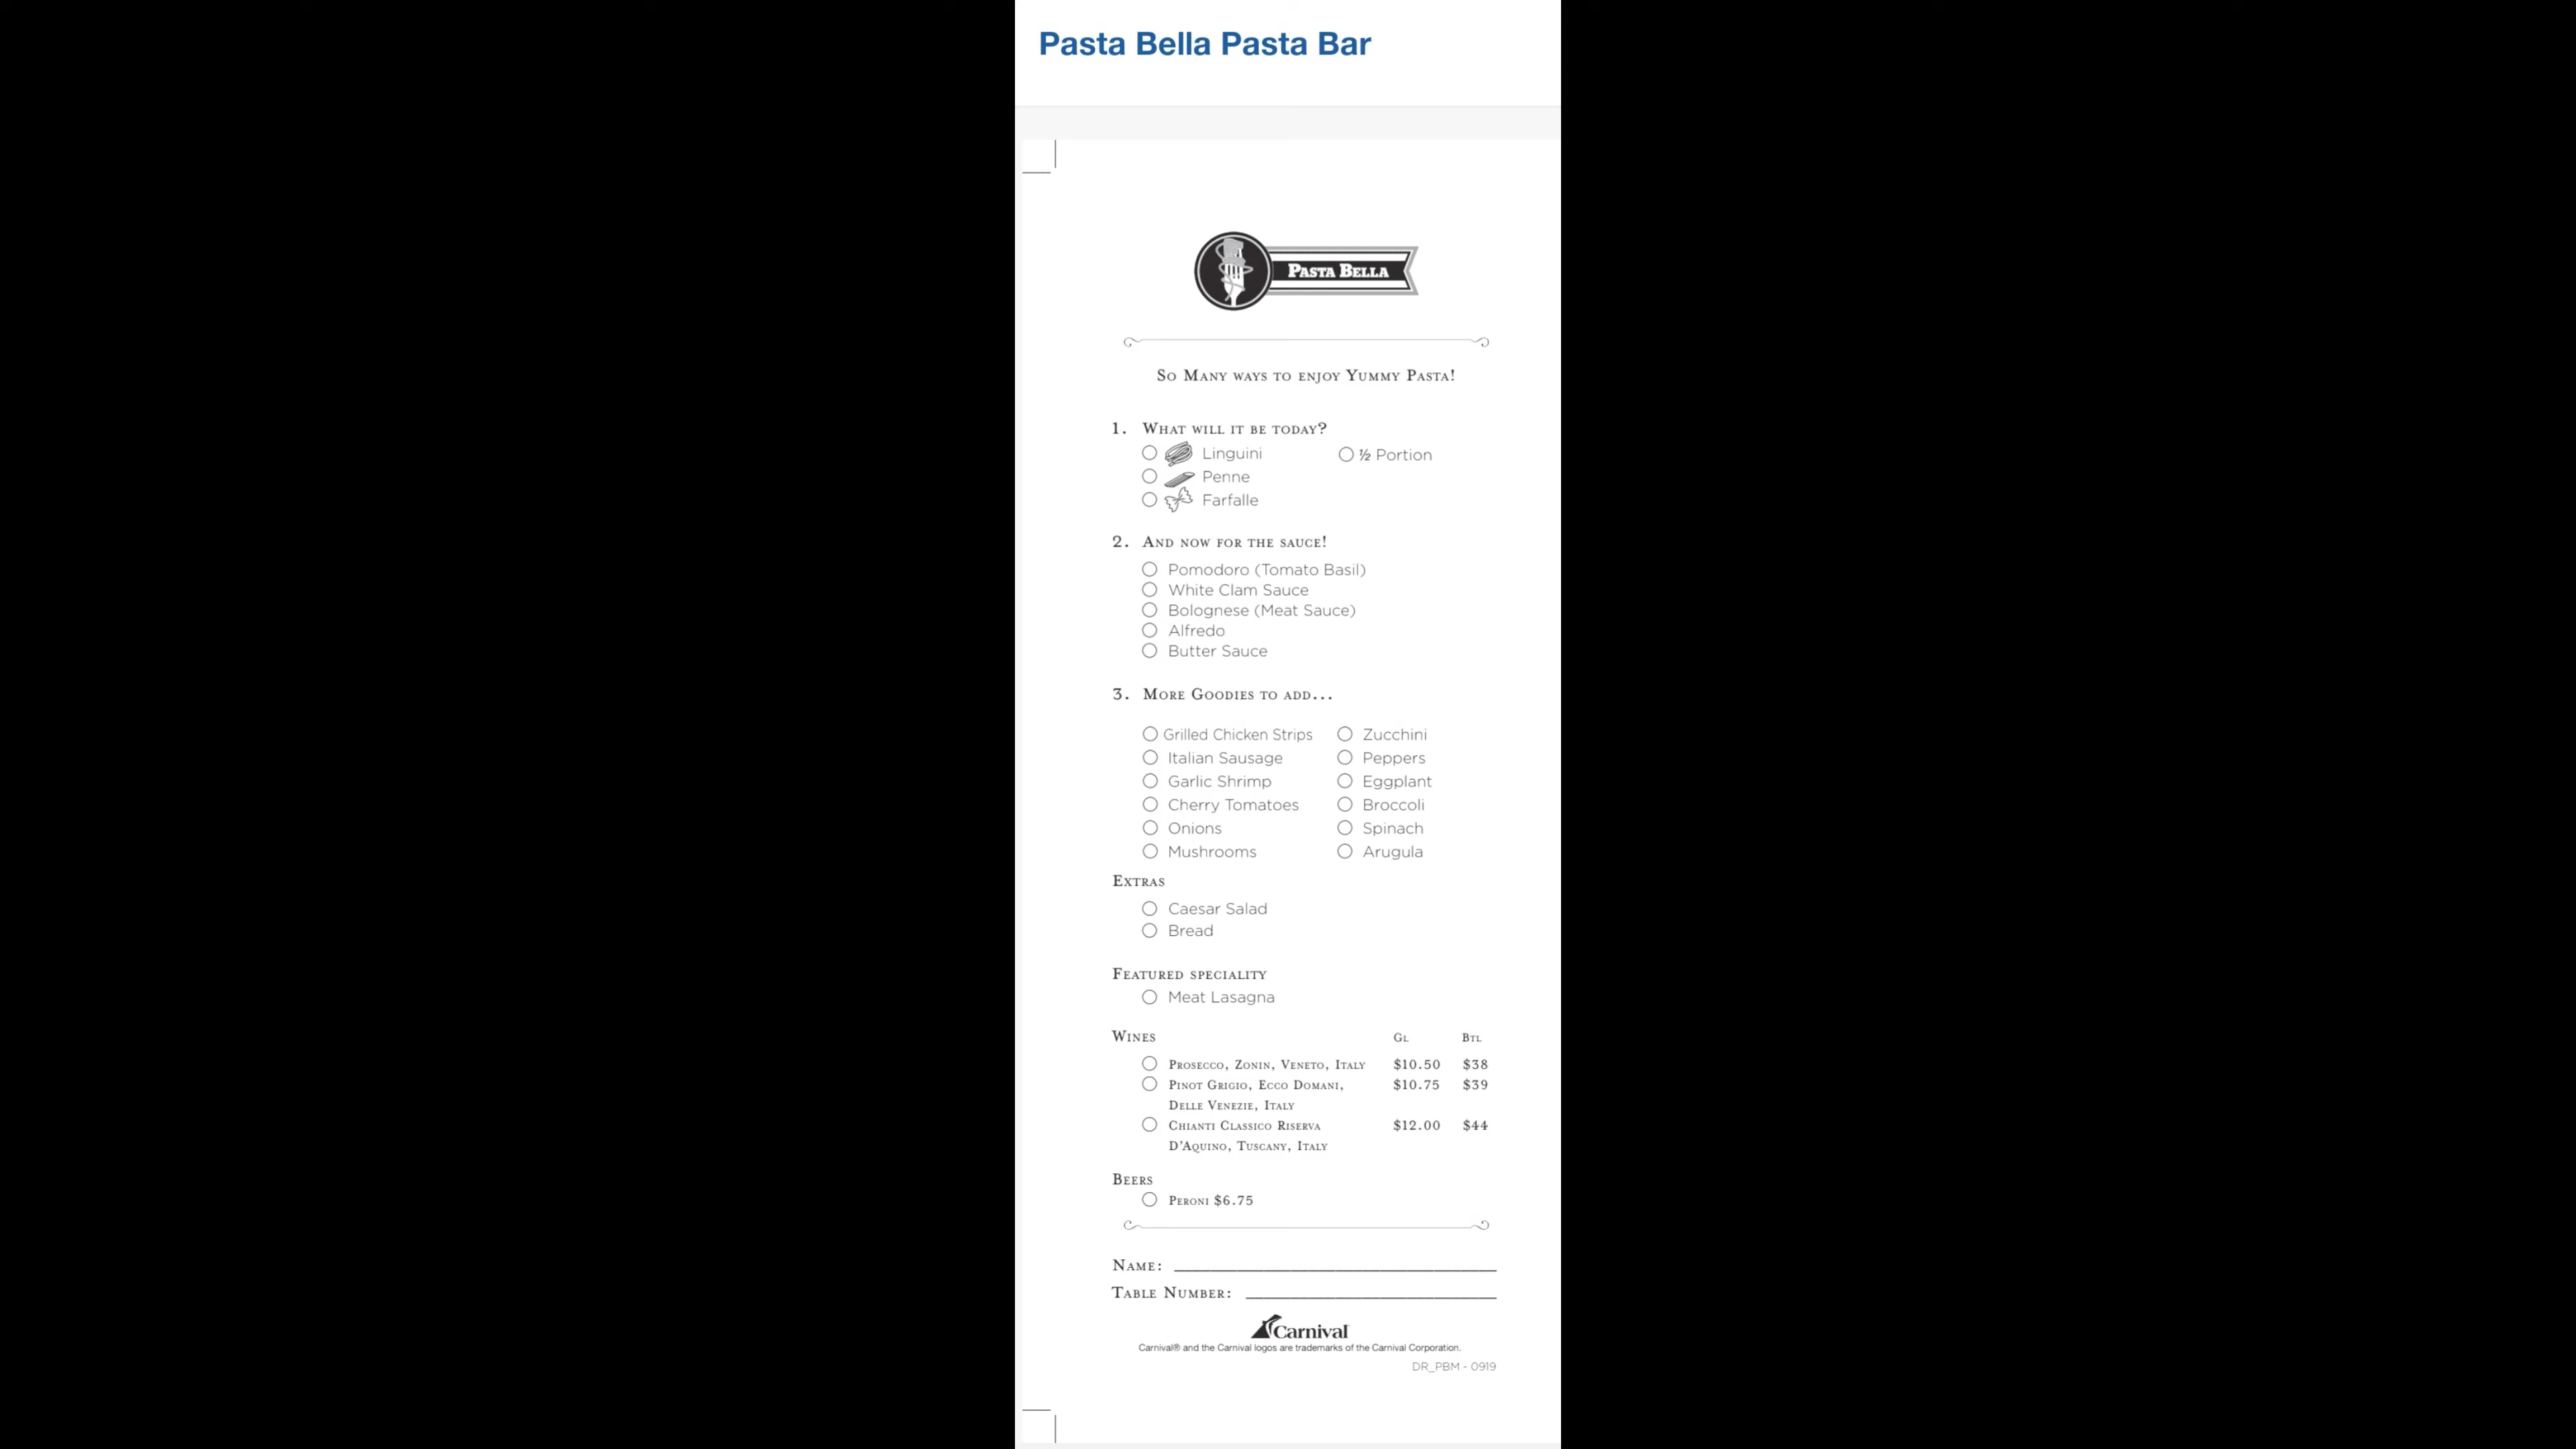 Pasta Bella Pasta Bar
PASTA BELLA
SO MANY WAYS TO ENJOY YUMMY PASTA!
1. WHAT WILL IT BE TODAY?
Linguini ½ Portion
Penne
Farfalle
2. AND NOW FOR THE SAUCE!
Pomodoro (Tomato Basil)
White Clam Sauce
Bolognese (Meat Sauce)
Alfredo
Butter Sauce
3. MORE GOODIES TO ADD...
Grilled Chicken Strips Zucchini
Italian Sausage Peppers
Garlic Shrimp Eggplant
Cherry Tomatoes Broccoli
Onions Spinach
Mushrooms Arugula
EXTRAS
Caesar Salad
Bread
FEATURED SPECIALITY
Meat Lasagna
WINES GL BTL
PROSECCO, ZONIN, VENETO, ITALY $10.50 $38
PINOT GRIGIO, ECCO DOMANI, $10.75 $39
DELLE VENEZIE, ITALY
CHIANTI CLASSICO RISERVA $12.00 $44
D'AQUINO, TUSCANY, ITALY
BEERS
PERONI $6.75
NAME:
TABLE NUMBER:
Carnival
Carnival® and the Carnival logos are trademarks of the Carnival Corporation.
DR_PBM - 0919